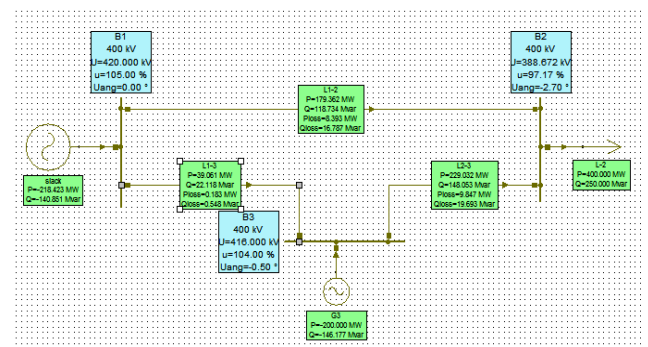 B1
400 kV
U=420.000 kV
u=105.00 %
Uang=0.00 °
B2
400 kV
U=388.672 kV
u=97.17 %
Uang=-2.70 °
L1-2
P=179.362 MW
Q=118.734 Mvar
Ploss=8.393 MW
Qloss=16.787 Mvar
slack
P=-218.423 MW
Q=-140.851 Mvar
L1-3
P=39.061 MW
Q=22.118 Mvar
Ploss=0.183 MW
Qloss=0.548 Mvar
L2-3
P=229.032 MW
Q=148.053 Mvar
Ploss=9.847 MW
Qloss=19.693 Mvar
L-2
P=400.000 MW
Q=250.000 Mvar
B3
400 kV
U=416.000 kV
u=104.00 %
Uang=-0.50 °
G3
P=-200.000 MW
Q=-146.177 Mvar